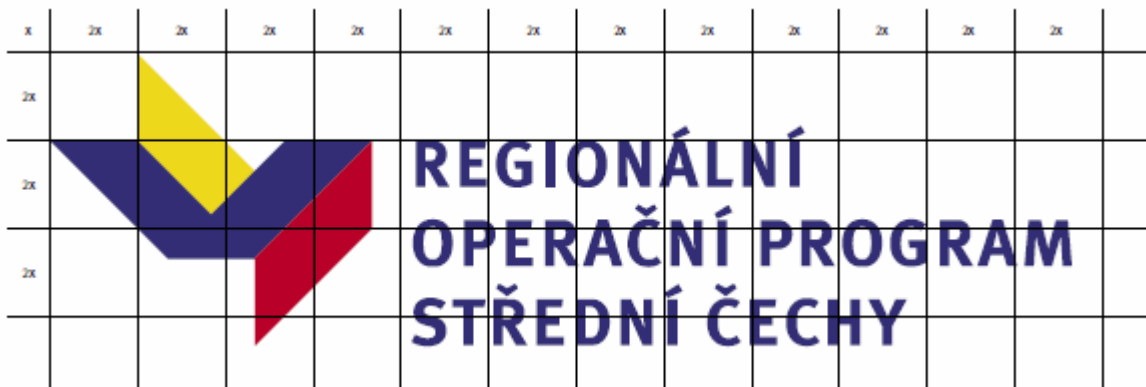 x 2x 2x 2x 2x 2x 2x 2x 2x 2x 2x 2x 2x
2x
2x
REGIONÁLNÍ
OPERAČNÍ PROGRAM
2x
STŘEDNÍ ČECHY